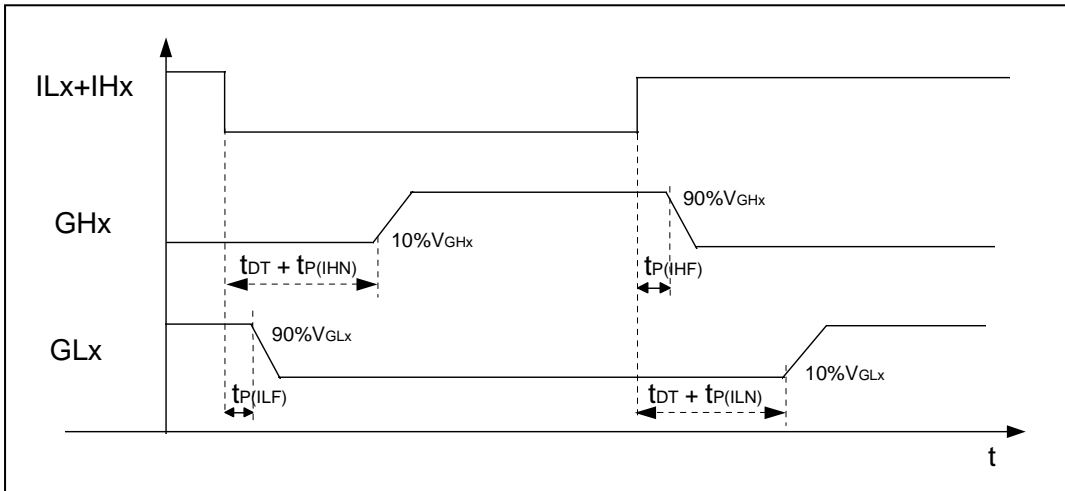 ILx+IHx
GHx
10%VGHx
90%VGHx
tDT + tP(IHN)
tP(IHF)
GLx
90%VGLx
10%VGLx
tP(ILF)
tDT + tP(ILN)
t